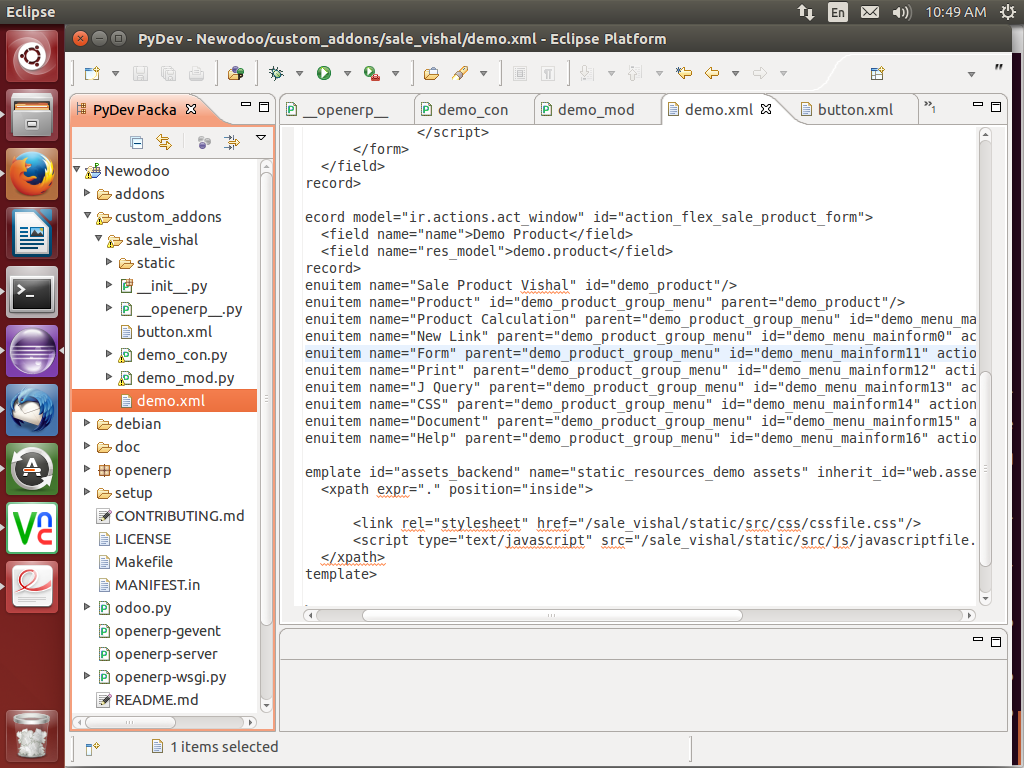 Eclipse
En
10:49 AM
PyDev - Newodoo/custom_addons/sale_vishal/demo.xml - Eclipse Platform
PyDev Packa
__openerp__
demo_con
demo_mod
demo.xml
button.xml
»1
Newodoo
addons
custom_addons
sale_vishal
static
__init__.py
__openerp__.py
button.xml
demo_con.py
demo_mod.py
demo.xml
debian
doc
openerp
setup
CONTRIBUTING.md
LICENSE
Makefile
MANIFEST.in
odoo.py
openerp-gevent
openerp-server
openerp-wsgi.py
README.md
</script>
</form>
</field>
record>
ecord model="ir.actions.act_window" id="action_flex_sale_product_form">
<field name="name">Demo Product</field>
<field name="res_model">demo.product</field>
record>
enuitem name="Sale Product Vishal" id="demo_product"/>
enuitem name="Product" id="demo_product_group_menu" parent="demo_product"/>
enuitem name="Product Calculation" parent="demo_product_group_menu" id="demo_menu_ma
enuitem name="New Link" parent="demo_product_group_menu" id="demo_menu_mainform0" ac
enuitem name="Form" parent="demo_product_group_menu" id="demo_menu_mainform11" actio
enuitem name="Print" parent="demo_product_group_menu" id="demo_menu_mainform12" acti
enuitem name="J Query" parent="demo_product_group_menu" id="demo_menu_mainform13" ac
enuitem name="CSS" parent="demo_product_group_menu" id="demo_menu_mainform14" action
enuitem name="Document" parent="demo_product_group_menu" id="demo_menu_mainform15" a
enuitem name="Help" parent="demo_product_group_menu" id="demo_menu_mainform16" actio
emplate id="assets_backend" name="static_resources_demo assets" inherit_id="web.asse
<xpath expr="." position="inside">
<link rel="stylesheet" href="/sale_vishal/static/src/css/cssfile.css"/>
<script type="text/javascript" src="/sale_vishal/static/src/js/javascriptfile.
</xpath>
template>
1 items selected